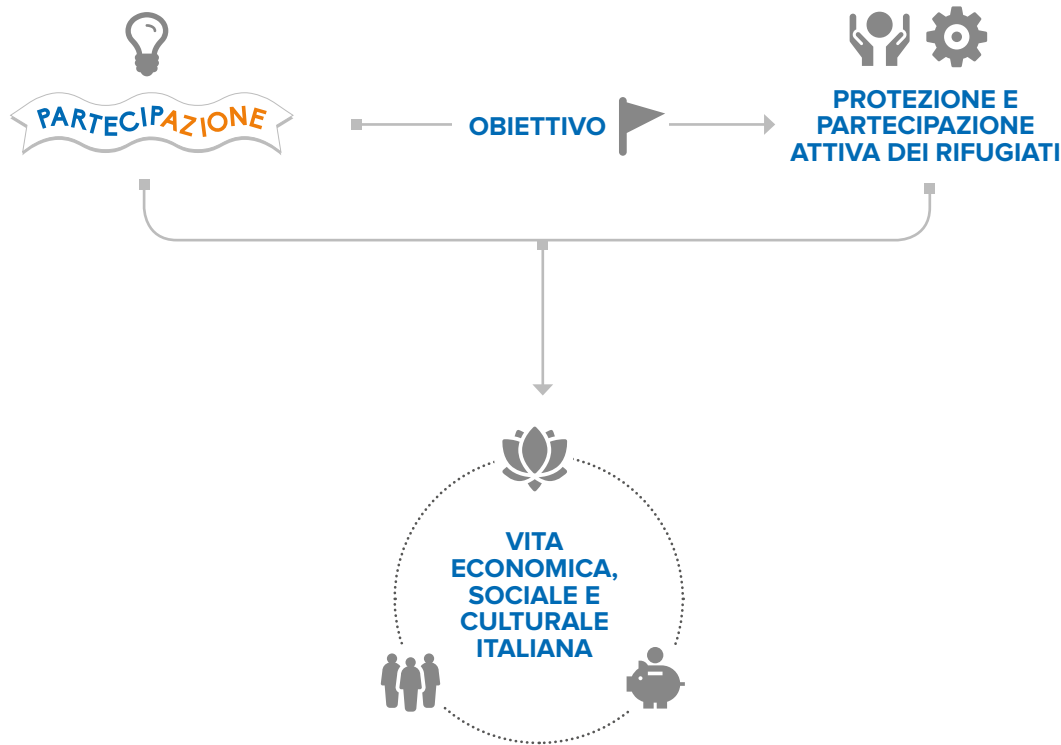 PARTECIPAZIONE
OBIETTIVO
PROTEZIONE E
PARTECIPAZIONE
ATTIVA DEI RIFUGIATI
VITA
ECONOMICA,
SOCIALE E
CULTURALE
ITALIANA